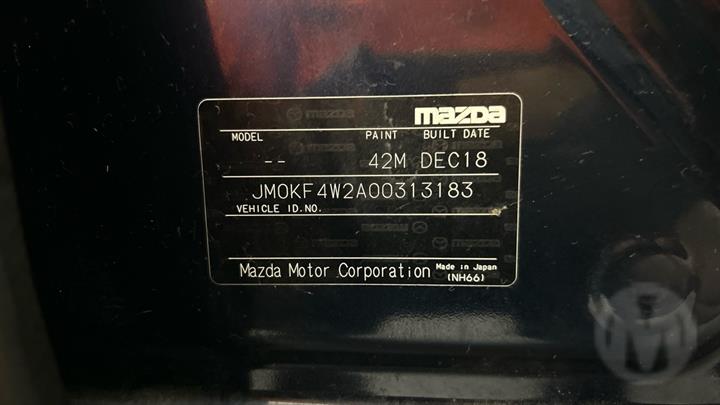 mazda
MODEL PAINT BUILT DATE
-- 42M DEC18
JM0KF4W2A00313183
VEHICLE ID.NO.
Mazda Motor Corporation Made in Japan
(NH66)
M